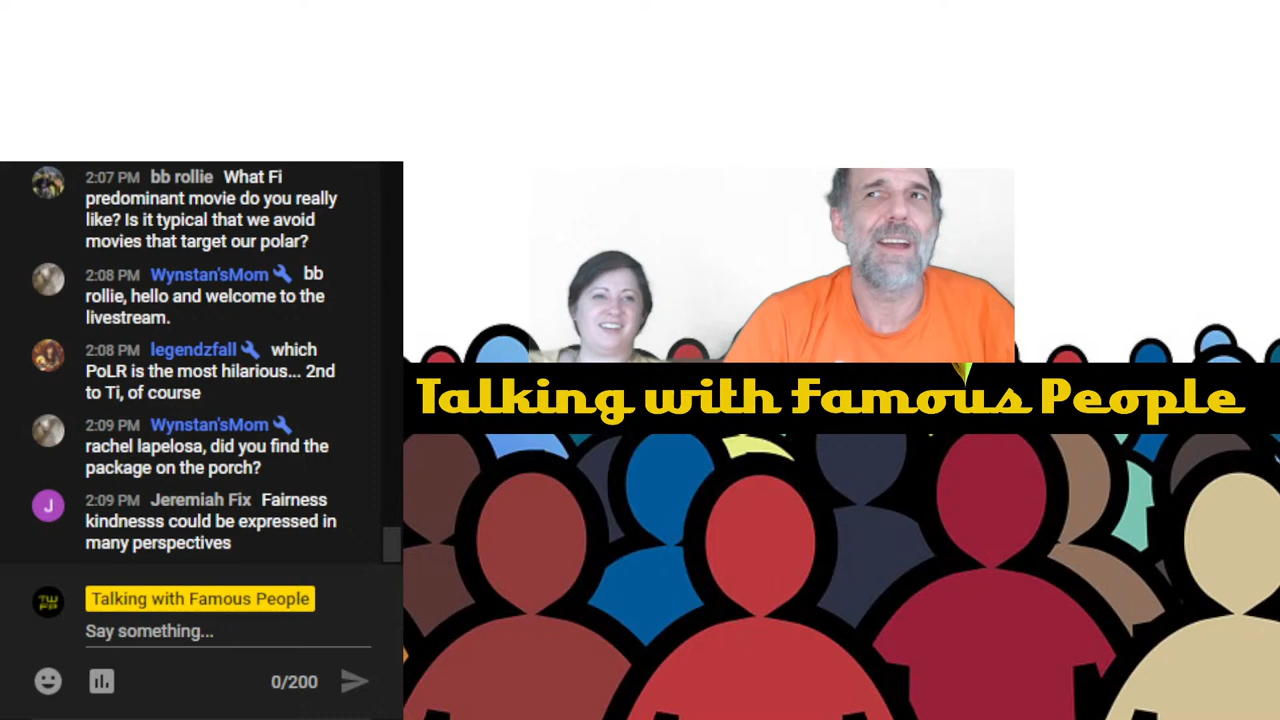 2:07 PM bb rollie What Fi
predominant movie do you really
like? Is it typical that we avoid
movies that target our polar?
2:08 PM Wynstan'sMom bb
rollie, hello and welcome to the
livestream.
2:08 PM legendzfall which
PoLR is the most hilarious... 2nd
to Ti, of course
2:09 PM Wynstan'sMom
rachel lapelosa, did you find the
package on the porch?
J
2:09 PM Jeremiah Fix Fairness
kindnesss could be expressed in
many perspectives
TW
FP
Talking with Famous People
Say something...
0/200
Talking with Famous People